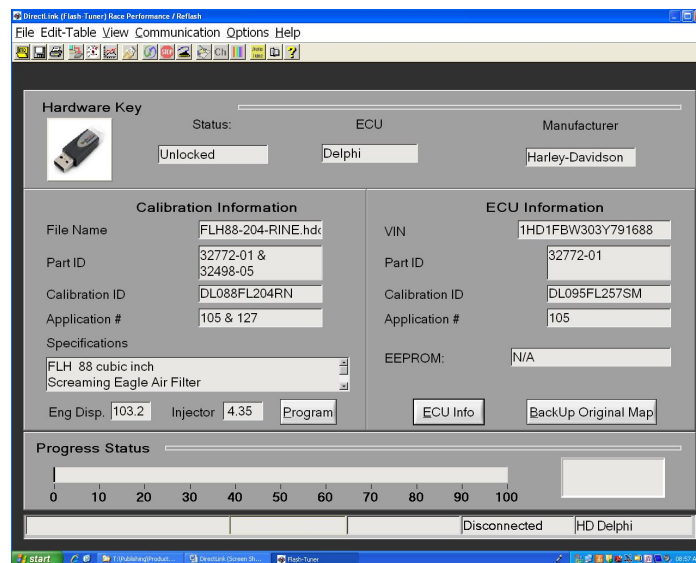 DirectLink (Flash-Tuner) Race Performance / Reflash
File Edit-Table View Communication Options Help
Ch
?
Hardware Key
Status: ECU Manufacturer
Unlocked Delphi Harley-Davidson
Calibration Information
File Name FLH88-204-RINE.hdc
Part ID 32772-01 &
32498-05
Calibration ID DL088FL204RN
Application # 105 & 127
Specifications
FLH 88 cubic inch
Screaming Eagle Air Filter
Eng Disp. 103.2 Injector 4.35 Program
ECU Information
VIN 1HD1FBW303Y791688
Part ID 32772-01
Calibration ID DL095FL257SM
Application # 105
EEPROM: N/A
ECU Info BackUp Original Map
Progress Status
0 10 20 30 40 50 60 70 80 90 100
Disconnected HD Delphi
start T:\Publishing\Product... DirectLink (Screen Sh... Flash-Tuner 08:57 A